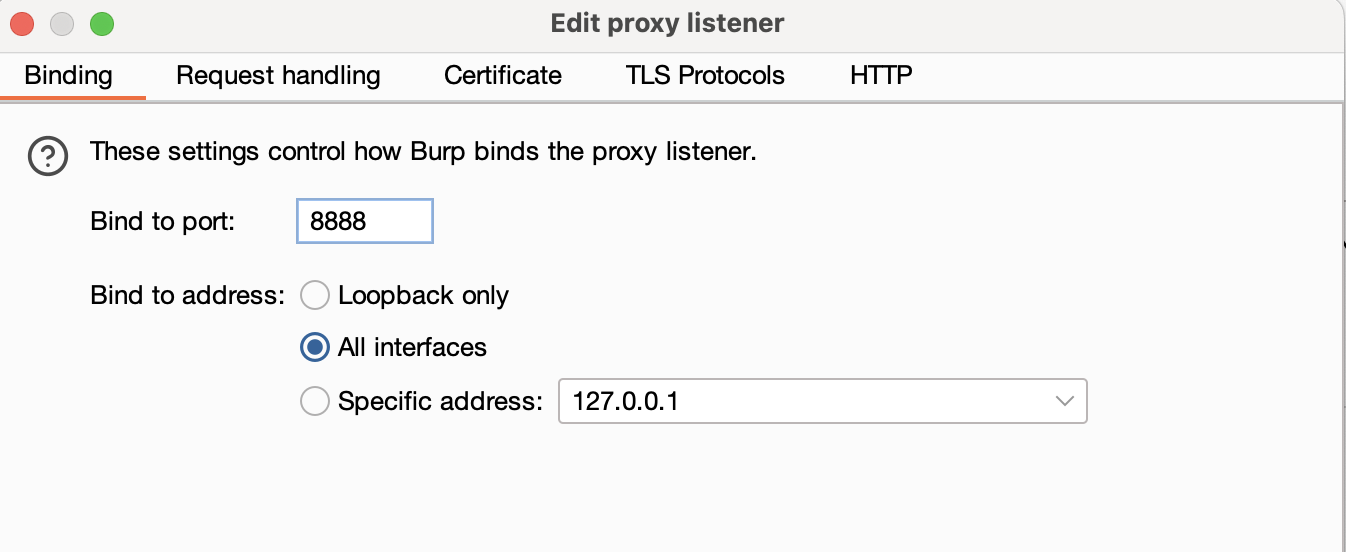 Edit proxy listener
Binding Request handling Certificate TLS Protocols HTTP
These settings control how Burp binds the proxy listener.
Bind to port: 8888
Bind to address: Loopback only
All interfaces
Specific address: 127.0.0.1